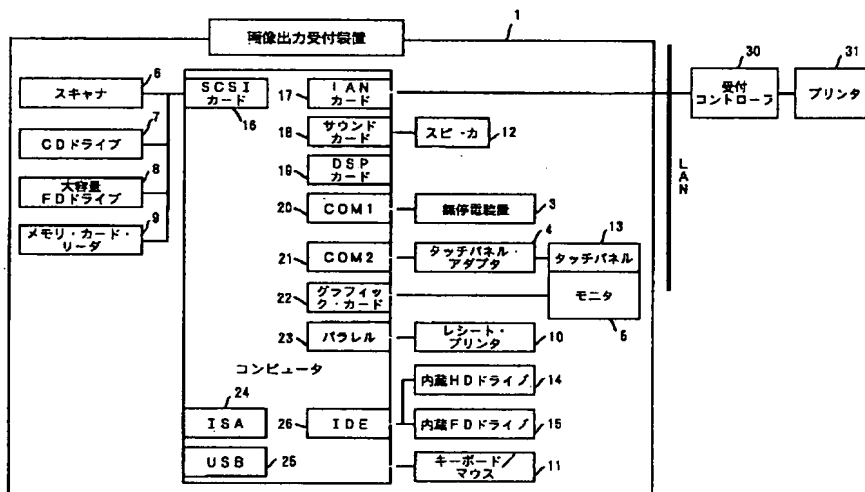 画像出力受付装置
1
6
スキャナ
7
CDドライブ
8
大容量
FDドライブ
9
メモリ・カード・
リーダ
SCSI
カード
16
17
LANカード
18
サウンド
カード
スピーカ
12
19
DSP
カード
20
COM1
無停電装置
3
21
COM2
タッチパネル・
アダプタ
4
13
タッチパネル
モニタ
5
22
グラフィッ
ク・カード
23
パラレル
レシート・
プリンタ
10
コンピュータ
内蔵HDドライブ
14
24
ISA
26
IDE
内蔵FDドライブ
15
USB
25
キーボード/
マウス
11
LAN
30
受付
コントローラ
31
プリンタ